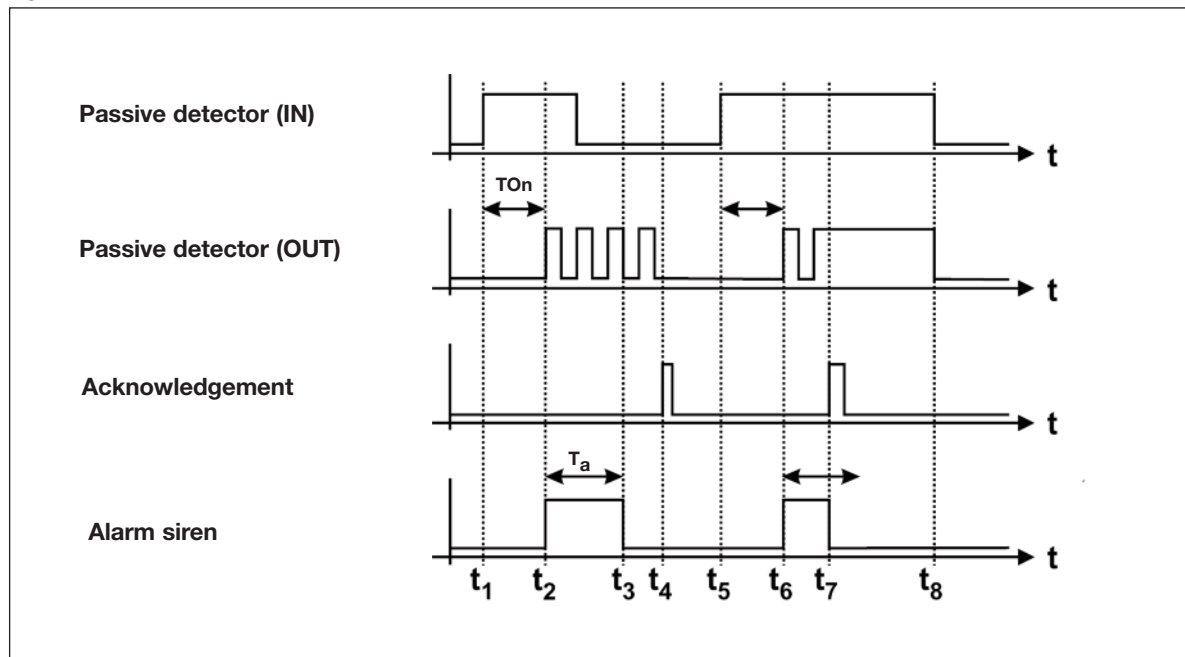 Passive detector (IN)
t
TOn
Passive detector (OUT)
t
Acknowledgement
t
Ta
Alarm siren
t
t1 t2 t3 t4 t5 t6 t7 t8